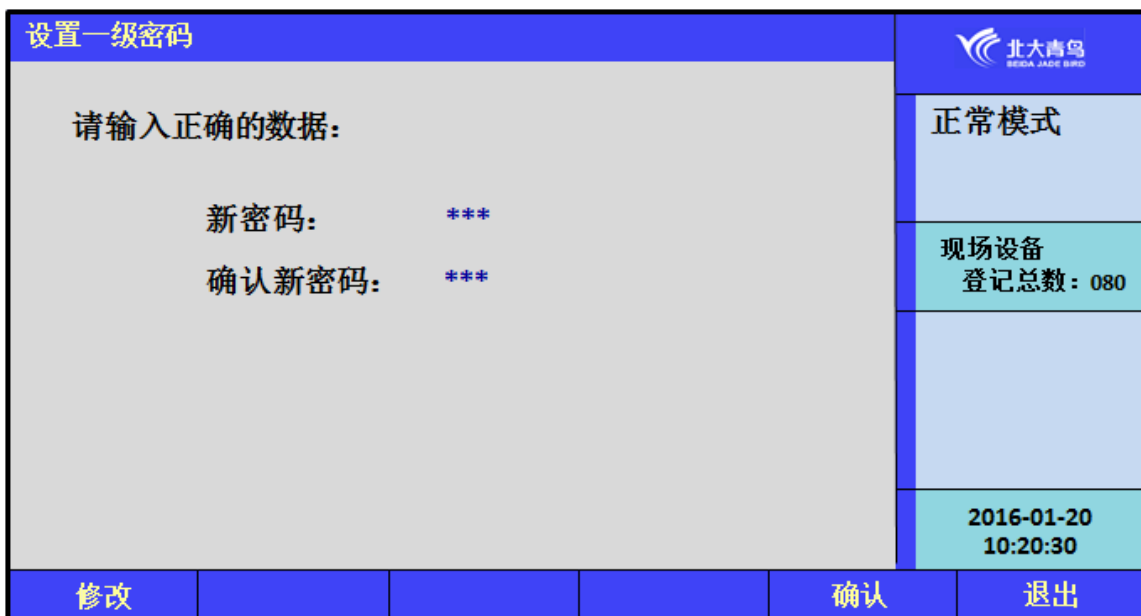 设置一级密码
北大青鸟
BEIDA JADE BIRD
请输入正确的数据：
正常模式
新密码： ***
确认新密码： ***
现场设备
登记总数：080
2016-01-20
10:20:30
修改 确认 退出